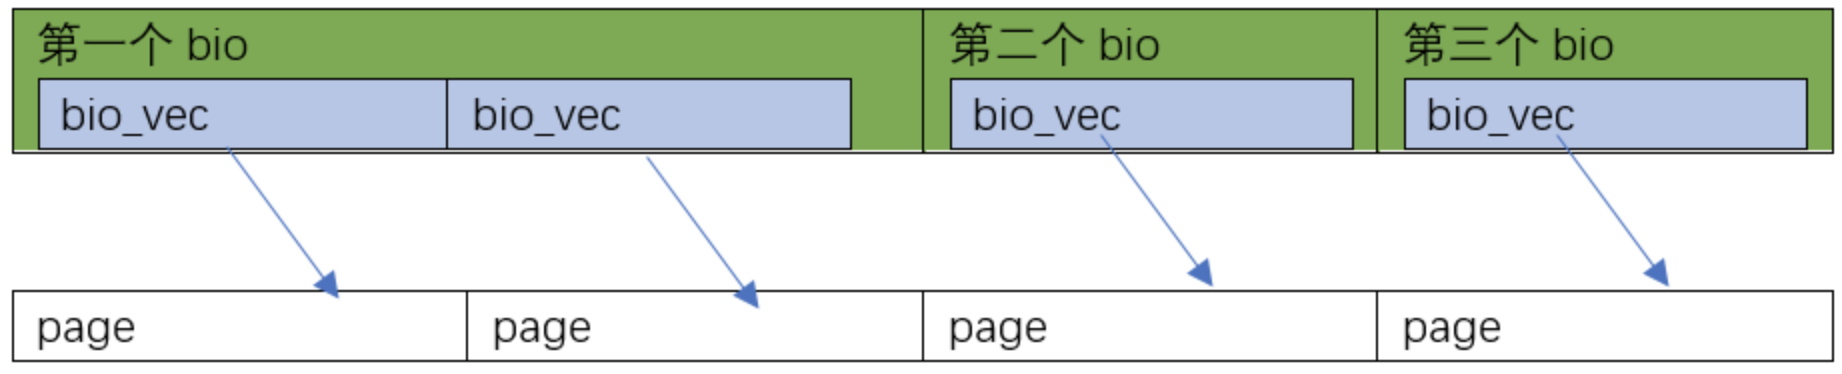 第一个 bio
第二个 bio
第三个 bio
bio_vec
bio_vec
bio_vec
bio_vec
page
page
page
page